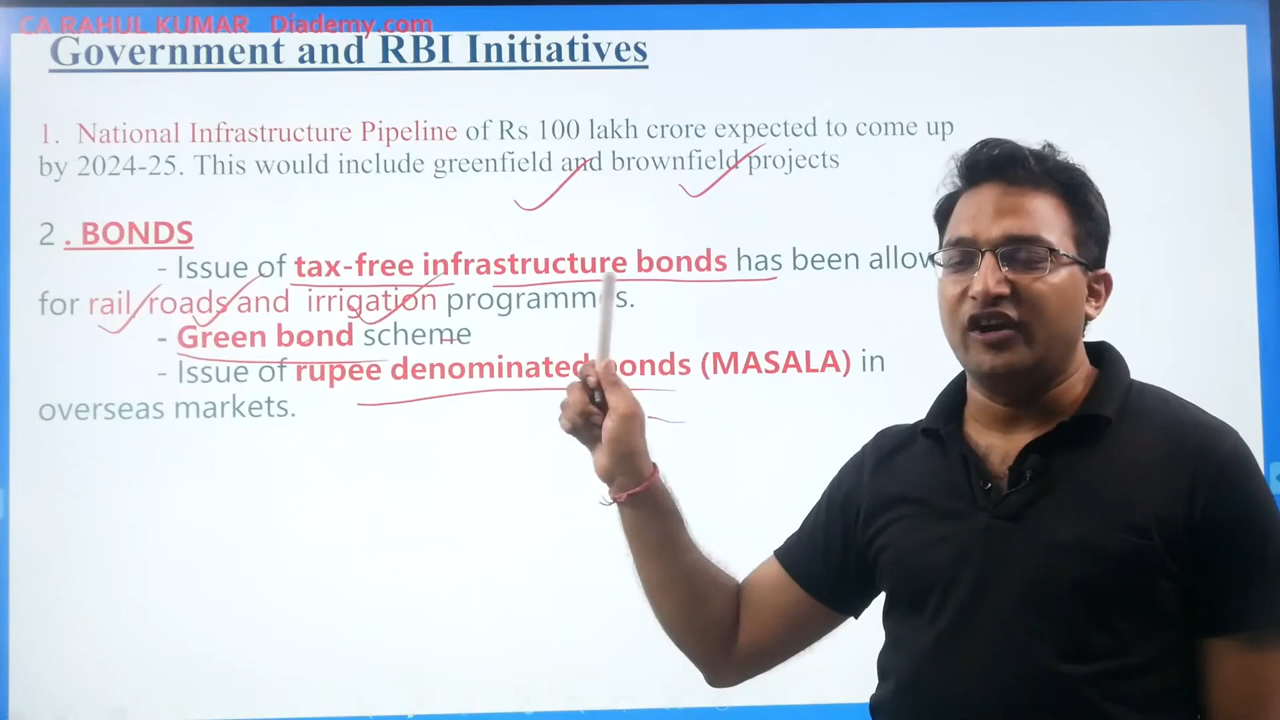 CA RAHUL KUMAR Diademy.com
Government and RBI Initiatives
1. National Infrastructure Pipeline of Rs 100 lakh crore expected to come up
by 2024-25. This would include greenfield and brownfield projects
2 . BONDS
- Issue of tax-free infrastructure bonds has been allow
for rail, roads and irrigation programmes.
- Green bond scheme
- Issue of rupee denominated bonds (MASALA) in
overseas markets.